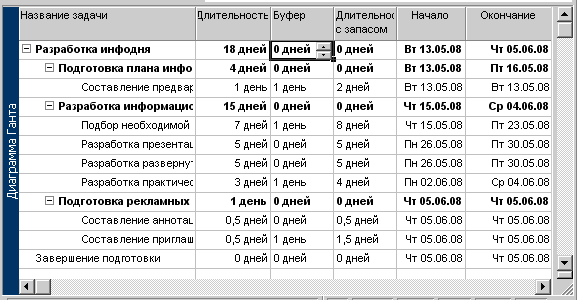 Название задачи Длительность Буфер Длительнос с запасом Начало Окончание
Разработка инфодня 18 дней 0 дней 0 дней Вт 13.05.08 Чт 05.06.08
Подготовка плана инфо 4 дней 0 дней 0 дней Вт 13.05.08 Пт 16.05.08
Составление предвар 1 день 1 день 2 дней Вт 13.05.08 Вт 13.05.08
Разработка информацис 15 дней 0 дней 0 дней Чт 15.05.08 Ср 04.06.08
Подбор необходимой 7 дней 1 день 8 дней Чт 15.05.08 Пт 23.05.08
Разработка презентац 5 дней 0 дней 5 дней Пн 26.05.08 Пт 30.05.08
Разработка развернут 5 дней 0 дней 5 дней Пн 26.05.08 Пт 30.05.08
Разработка практичес 3 дней 1 день 4 дней Пн 02.06.08 Ср 04.06.08
Подготовка рекламных 1 день 0 дней 0 дней Чт 05.06.08 Чт 05.06.08
Составление аннотац 0,5 дней 0 дней 0,5 дней Чт 05.06.08 Чт 05.06.08
Составление приглаш 0,5 дней 1 день 1,5 дней Чт 05.06.08 Чт 05.06.08
Завершение подготовки 0 дней 0 дней 0 дней Чт 05.06.08 Чт 05.06.08
Диаграмма Ганта